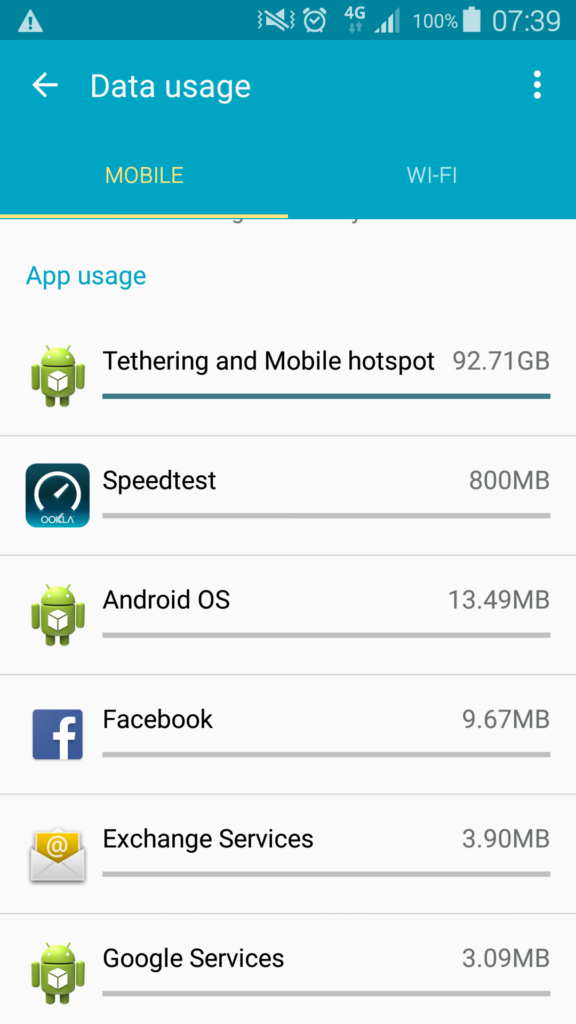 4G 100% 07:39
Data usage
MOBILE WI-FI
App usage
Tethering and Mobile hotspot 92.71GB
Speedtest 800MB
OOKLA
Android OS 13.49MB
Facebook 9.67MB
Exchange Services 3.90MB
Google Services 3.09MB